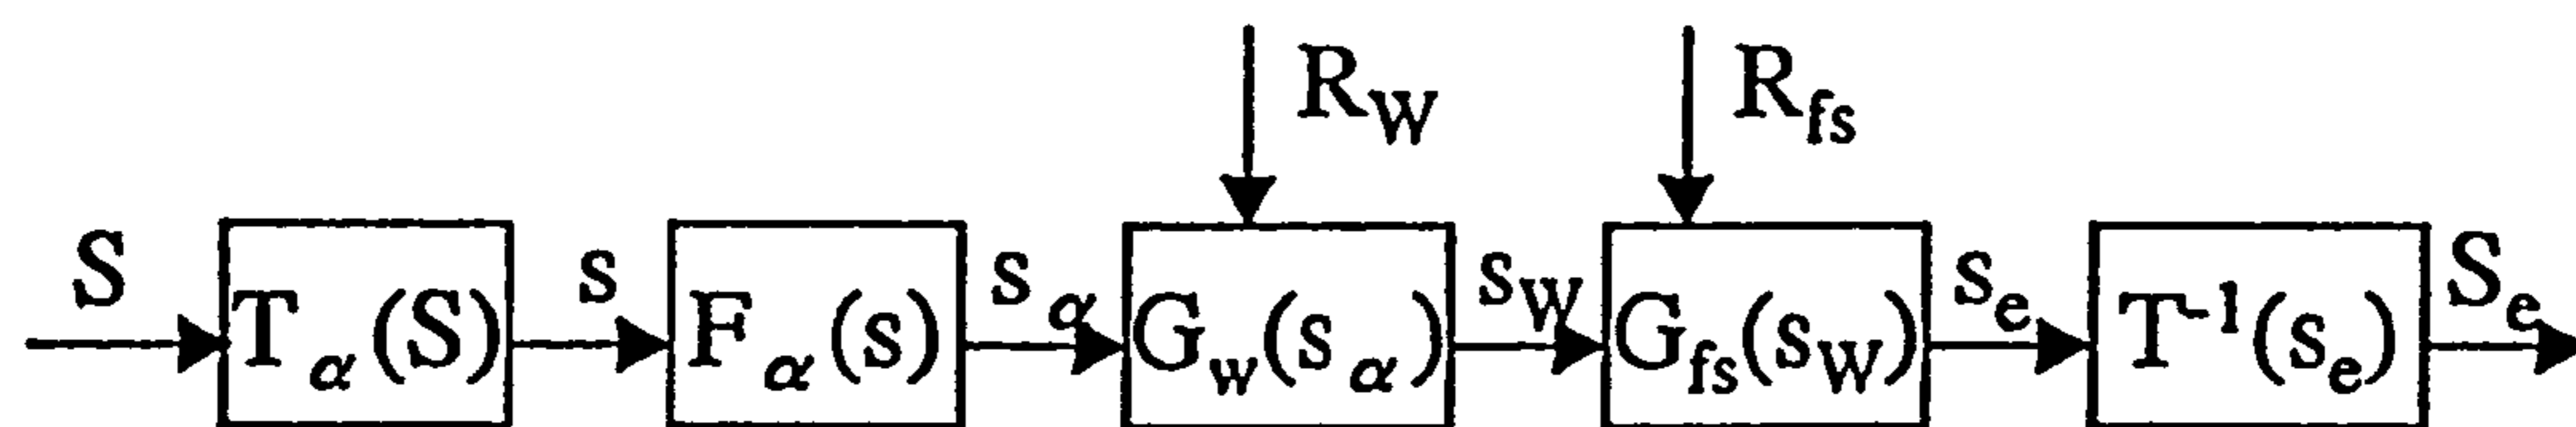 R_W R_fs
S T_α(S) s F_α(s) s_α G_w(s_α) s_W G_fs(s_W) s_e T^-1(s_e) S_e